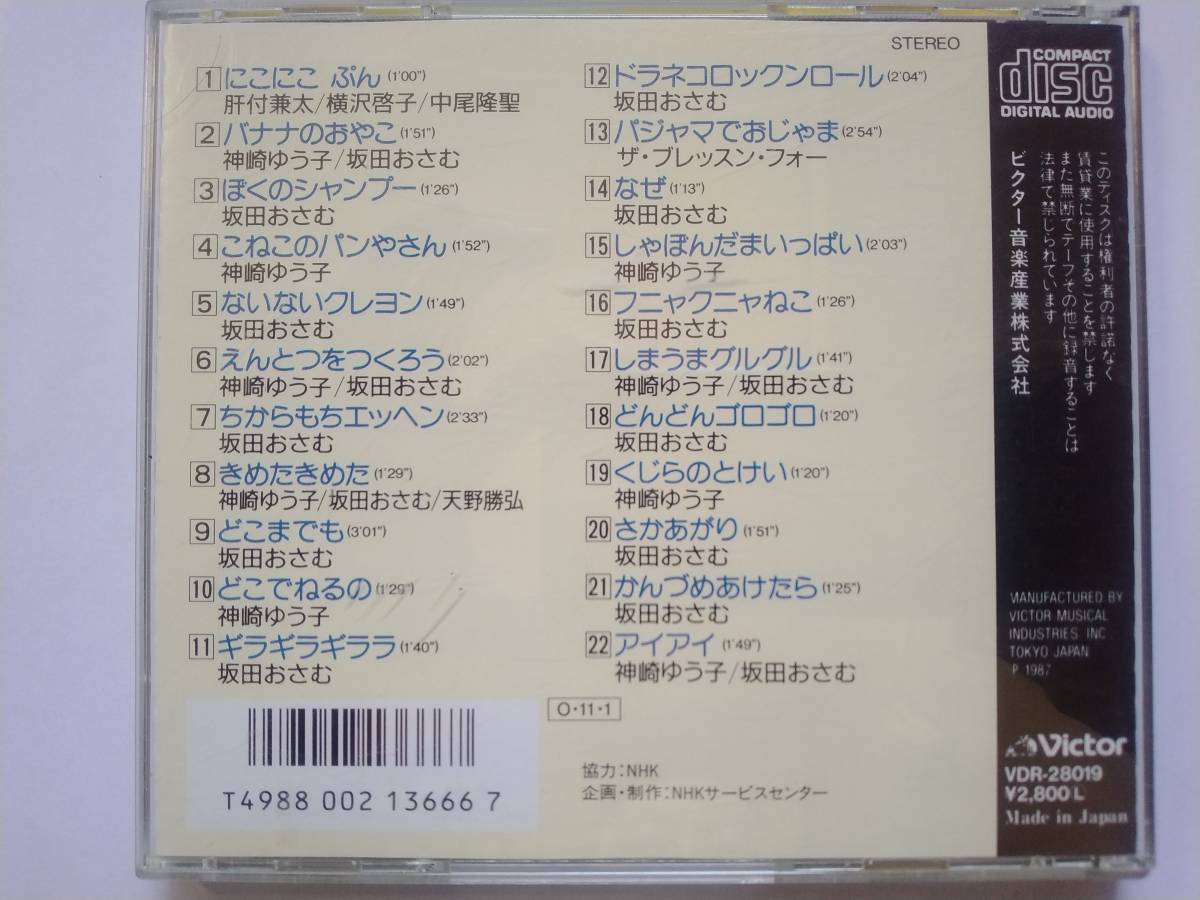 STEREO
1 にこにこ ぷん (1'00")
肝付兼太/横沢啓子/中尾隆聖
2 バナナのおやこ (1'51")
神崎ゆう子/坂田おさむ
3 ぼくのシャンプー (1'26")
坂田おさむ
4 こねこのパンやさん (1'52")
神崎ゆう子
5 ないないクレヨン (1'49")
坂田おさむ
6 えんとつをつくろう (2'02")
神崎ゆう子/坂田おさむ
7 ちからもちエッヘン (2'33")
坂田おさむ
8 きめたきめた (1'29")
神崎ゆう子/坂田おさむ/天野勝弘
9 どこまでも (3'01")
坂田おさむ
10 どこでねるの (1'29")
神崎ゆう子
11 ギラギラギララ (1'40")
坂田おさむ
12 ドラネコロックンロール (2'04")
坂田おさむ
13 パジャマでおじゃま (2'54")
ザ・ブレッスン・フォー
14 なぜ (1'13")
坂田おさむ
15 しゃぼんだまいっぱい (2'03")
神崎ゆう子
16 フニャクニャねこ (1'26")
坂田おさむ
17 しまうまグルグル (1'41")
神崎ゆう子/坂田おさむ
18 どんどんゴロゴロ (1'20")
坂田おさむ
19 くじらのとけい (1'20")
神崎ゆう子
20 さかあがり (1'51")
坂田おさむ
21 かんづめあけたら (1'25")
坂田おさむ
22 アイアイ (1'49")
神崎ゆう子/坂田おさむ
O・11・1
T4988 002 13666 7
協力:NHK
企画・制作:NHKサービスセンター
COMPACT
disc
DIGITAL AUDIO
このディスクは権利者の許諾なく
賃貸業に使用することを禁じます
また無断でテープその他に録音することは
法律で禁じられています
ビクター音楽産業株式会社
MANUFACTURED BY
VICTOR MUSICAL
INDUSTRIES INC.
TOKYO JAPAN
P 1987
Victor
VDR-28019
¥2,800 L
Made in Japan